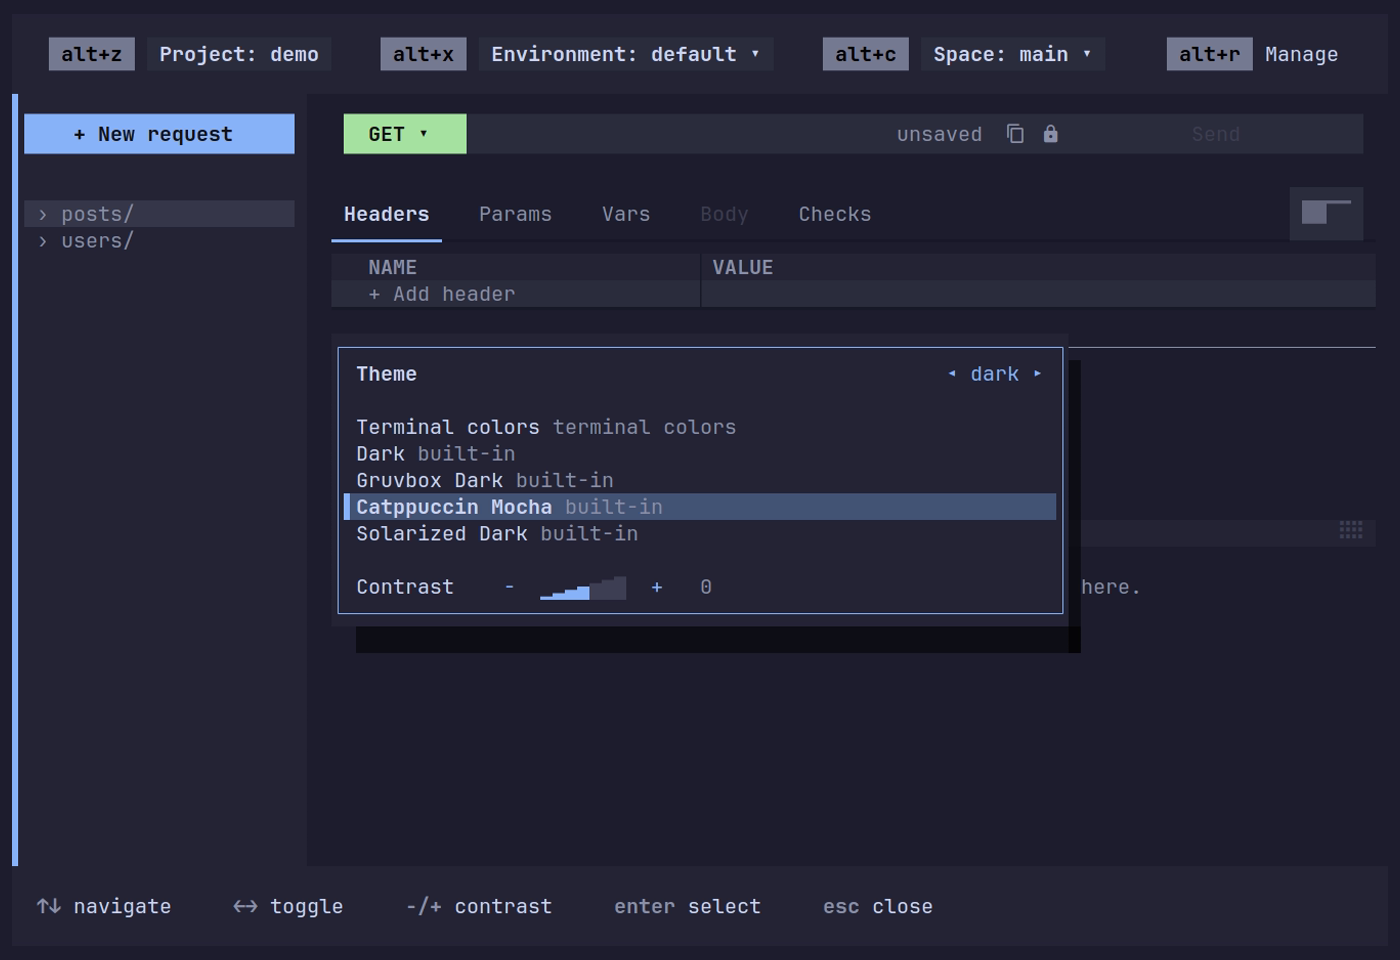 alt+z Project: demo alt+x Environment: default ▾ alt+c Space: main ▾ alt+r Manage
+ New request
GET ▾ unsaved Send
› posts/
› users/
Headers Params Vars Body Checks
NAME VALUE
+ Add header
Theme ◂ dark ▸
Terminal colors terminal colors
Dark built-in
Gruvbox Dark built-in
Catppuccin Mocha built-in
Solarized Dark built-in
Contrast - + 0
here.
↑↓ navigate ↔ toggle -/+ contrast enter select esc close